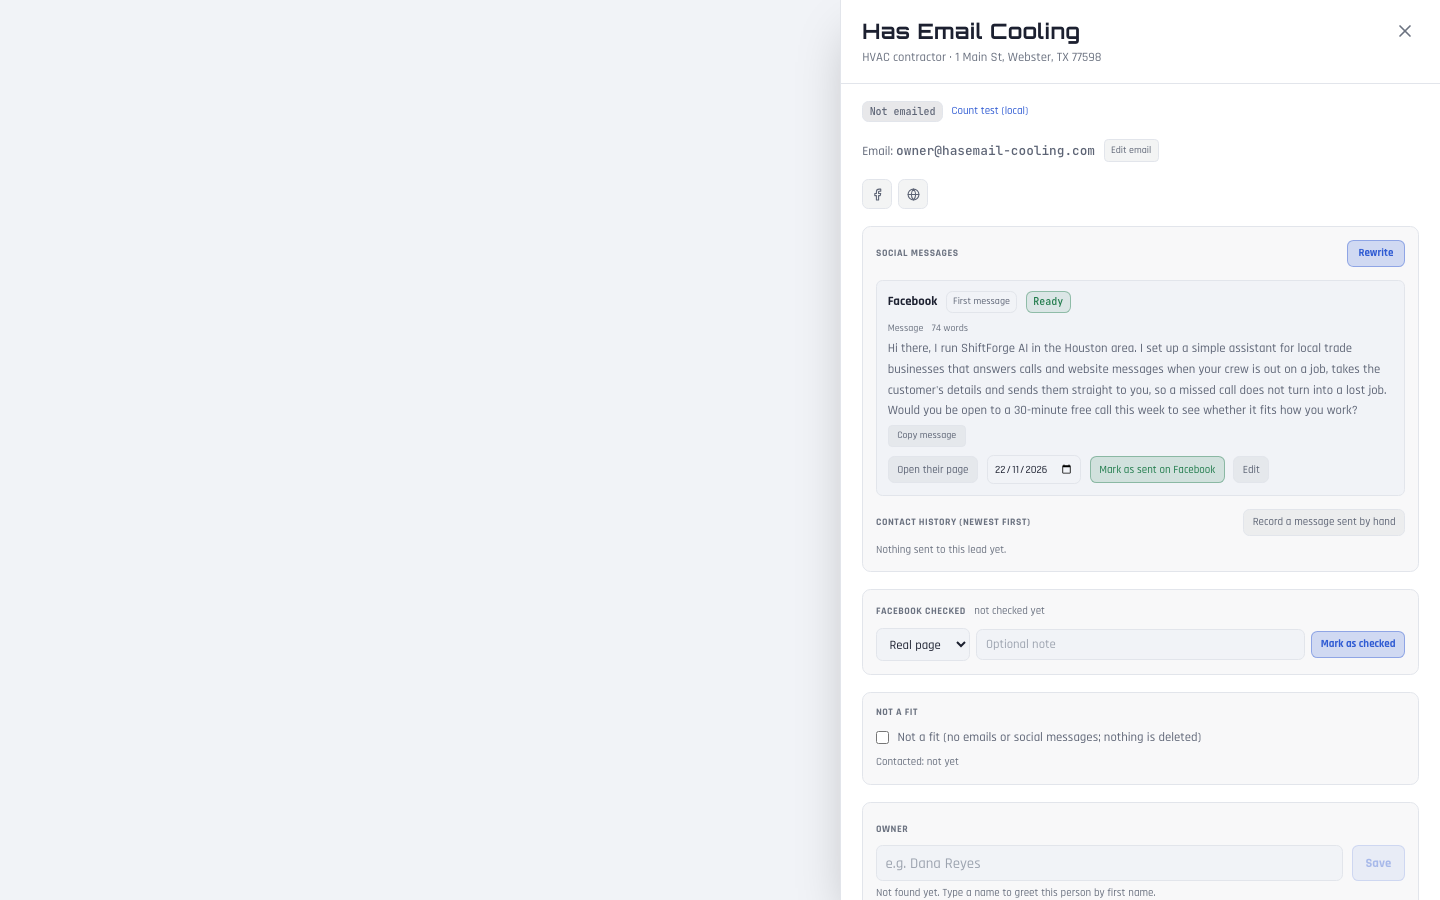 Has Email Cooling
HVAC contractor · 1 Main St, Webster, TX 77598
Not emailed
Count test (local)
Email: owner@hasemail-cooling.com
Edit email
SOCIAL MESSAGES
Rewrite
Facebook
First message
Ready
Message 74 words
Hi there, I run ShiftForge AI in the Houston area. I set up a simple assistant for local trade
businesses that answers calls and website messages when your crew is out on a job, takes the
customer's details and sends them straight to you, so a missed call does not turn into a lost job.
Would you be open to a 30-minute free call this week to see whether it fits how you work?
Copy message
Open their page
22/11/2026
Mark as sent on Facebook
Edit
CONTACT HISTORY (NEWEST FIRST)
Record a message sent by hand
Nothing sent to this lead yet.
FACEBOOK CHECKED not checked yet
Real page
Optional note
Mark as checked
NOT A FIT
Not a fit (no emails or social messages; nothing is deleted)
Contacted: not yet
OWNER
e.g. Dana Reyes
Save
Not found yet. Type a name to greet this person by first name.